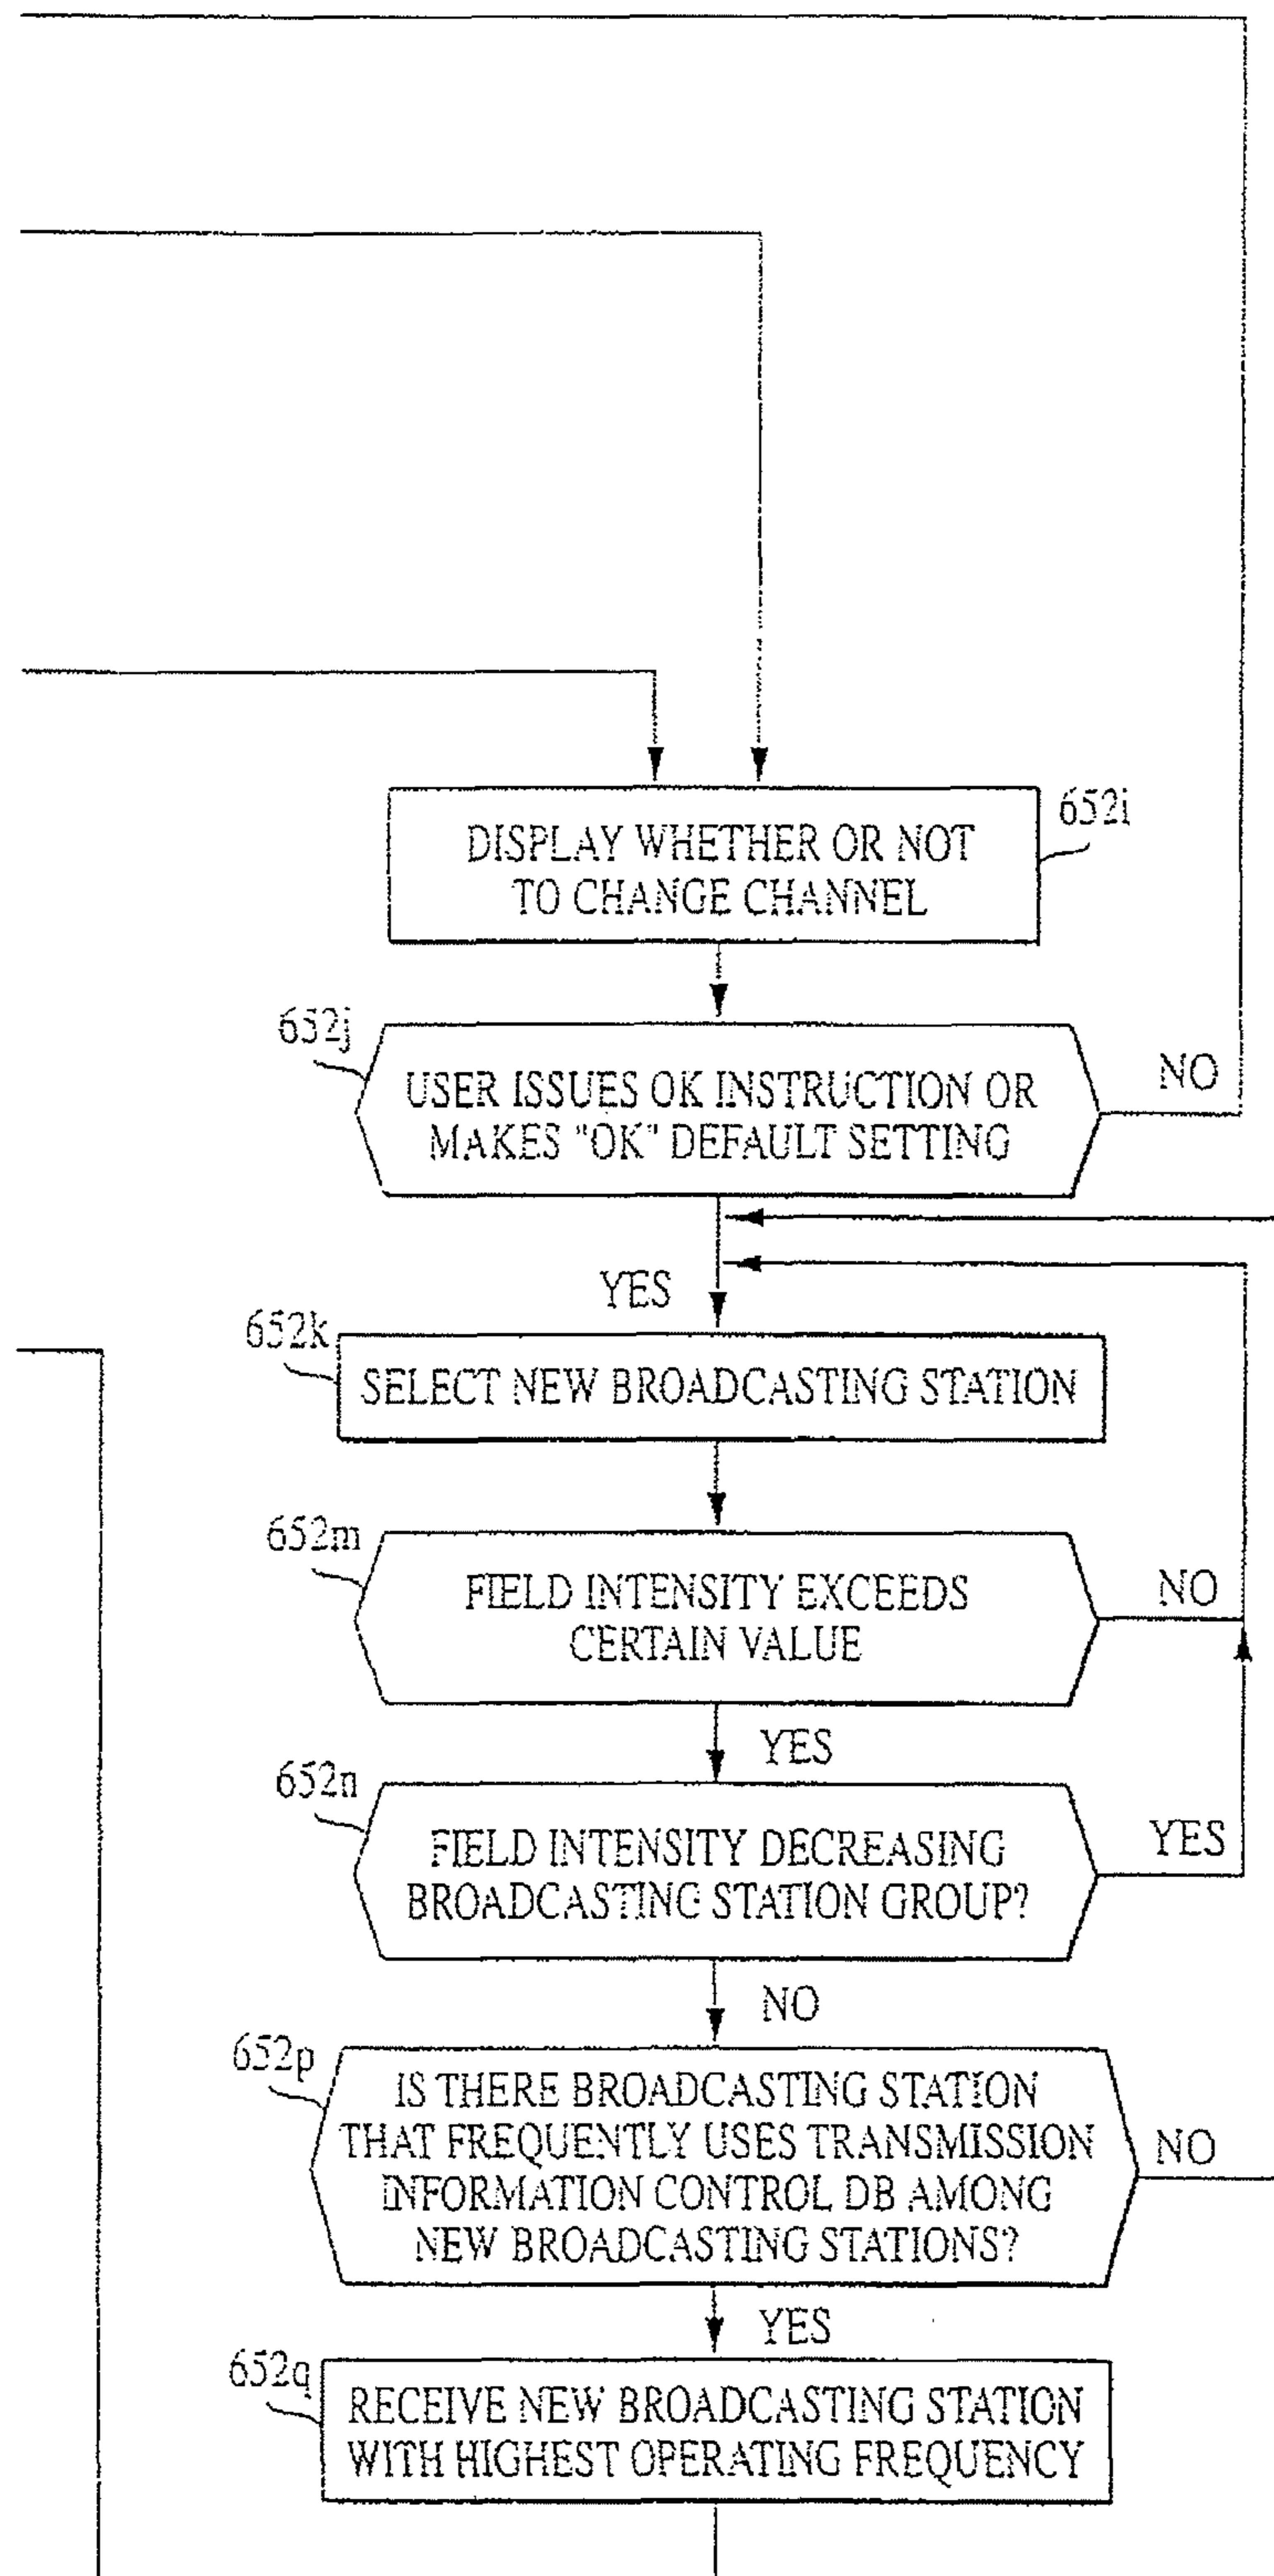 652i
DISPLAY WHETHER OR NOT
TO CHANGE CHANNEL
652j
USER ISSUES OK INSTRUCTION OR
MAKES "OK" DEFAULT SETTING
NO
YES
652k
SELECT NEW BROADCASTING STATION
652m
FIELD INTENSITY EXCEEDS
CERTAIN VALUE
NO
YES
652n
FIELD INTENSITY DECREASING
BROADCASTING STATION GROUP?
YES
NO
652p
IS THERE BROADCASTING STATION
THAT FREQUENTLY USES TRANSMISSION
INFORMATION CONTROL DB AMONG
NEW BROADCASTING STATIONS?
NO
YES
652q
RECEIVE NEW BROADCASTING STATION
WITH HIGHEST OPERATING FREQUENCY